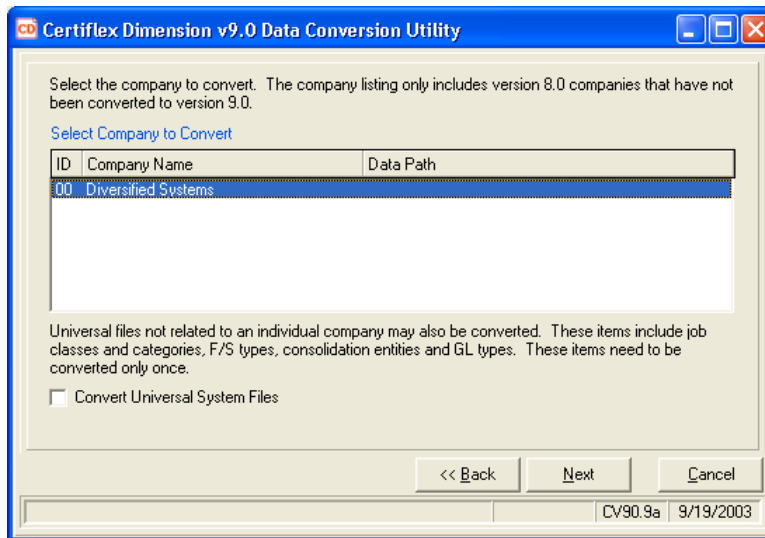 CD Certiflex Dimension v9.0 Data Conversion Utility
Select the company to convert.  The company listing only includes version 8.0 companies that have not
been converted to version 9.0.
Select Company to Convert
ID Company Name Data Path
00 Diversified Systems
Universal files not related to an individual company may also be converted.  These items include job
classes and categories, F/S types, consolidation entities and GL types.  These items need to be
converted only once.
Convert Universal System Files
<< Back Next Cancel
CV90.9a 9/19/2003